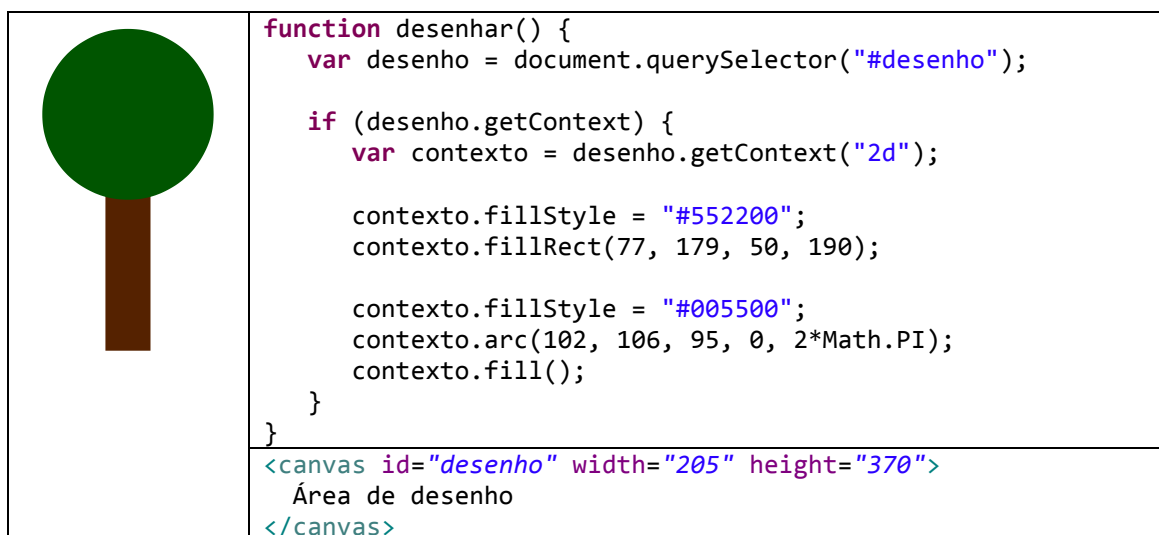 function desenhar() {
   var desenho = document.querySelector("#desenho");

   if (desenho.getContext) {
      var contexto = desenho.getContext("2d");

      contexto.fillStyle = "#552200";
      contexto.fillRect(77, 179, 50, 190);

      contexto.fillStyle = "#005500";
      contexto.arc(102, 106, 95, 0, 2*Math.PI);
      contexto.fill();
   }
}
<canvas id="desenho" width="205" height="370">
  Área de desenho
</canvas>